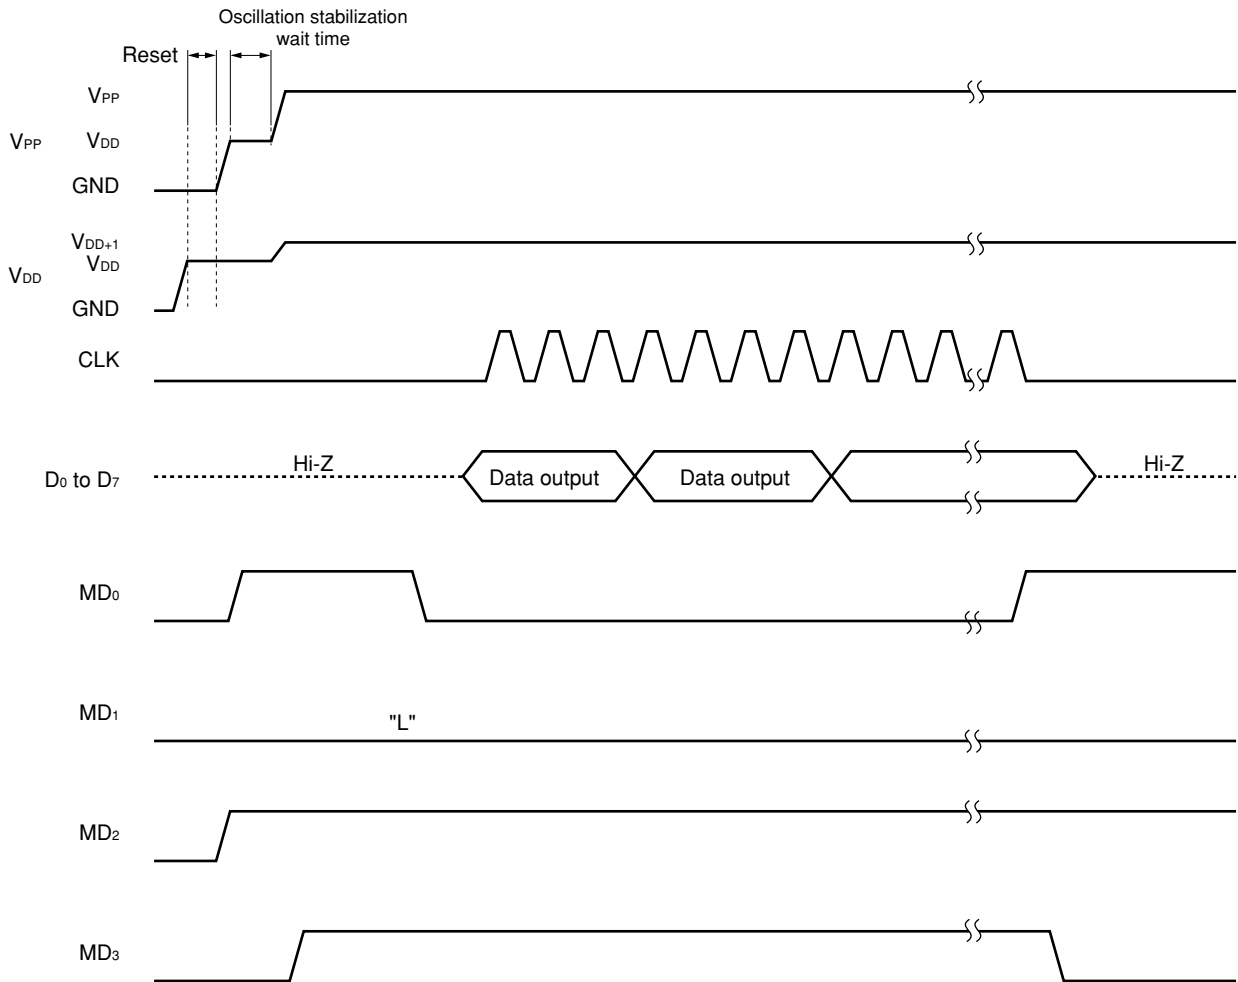 Oscillation stabilization
wait time
Reset
VPP
VPP
VDD
GND
VDD+1
VDD
VDD
GND
CLK
D0 to D7
Hi-Z
Data output
Data output
Hi-Z
MD0
MD1
"L"
MD2
MD3